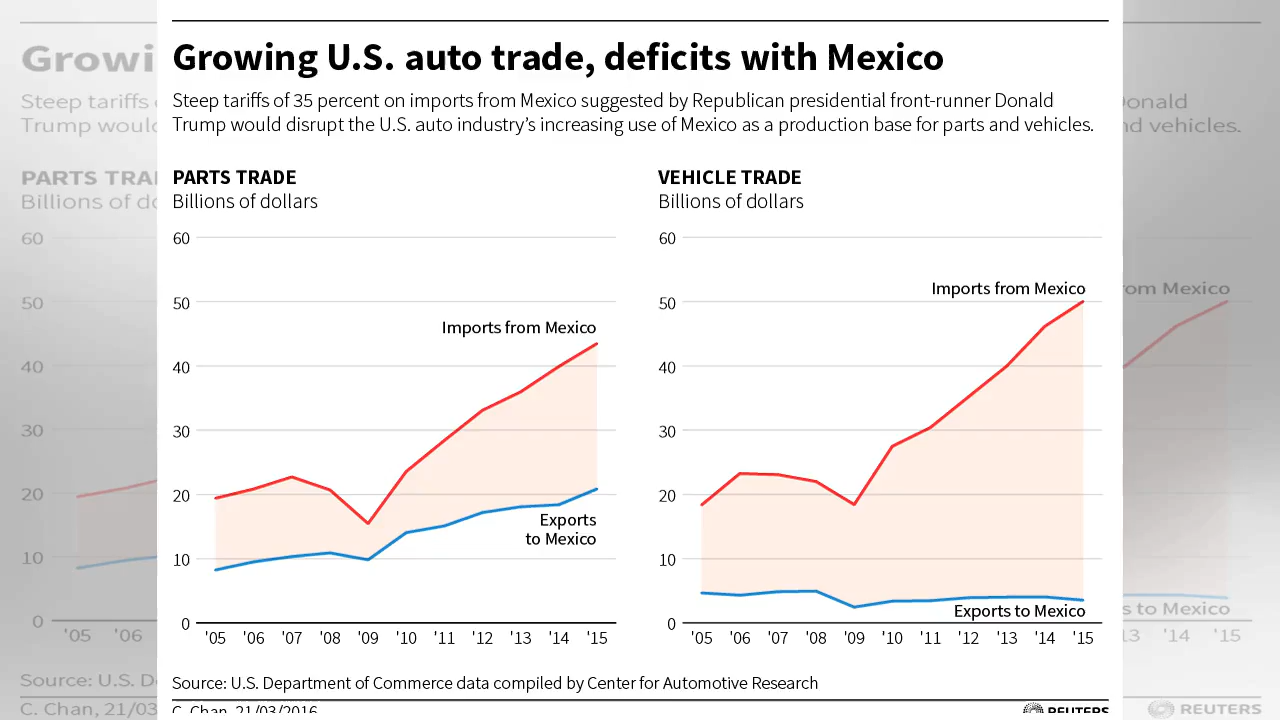 Growing U.S. auto trade, deficits with Mexico
Steep tariffs of 35 percent on imports from Mexico suggested by Republican presidential front-runner Donald
Trump would disrupt the U.S. auto industry's increasing use of Mexico as a production base for parts and vehicles.
PARTS TRADE
Billions of dollars
60
50
40
30
20
10
0
Imports from Mexico
Exports
to Mexico
'05 '06 '07 '08 '09 '10 '11 '12 '13 '14 '15
VEHICLE TRADE
Billions of dollars
60
50
40
30
20
10
0
Imports from Mexico
Exports to Mexico
'05 '06 '07 '08 '09 '10 '11 '12 '13 '14 '15
Source: U.S. Department of Commerce data compiled by Center for Automotive Research
C. Chan, 21/03/2016
REUTERS